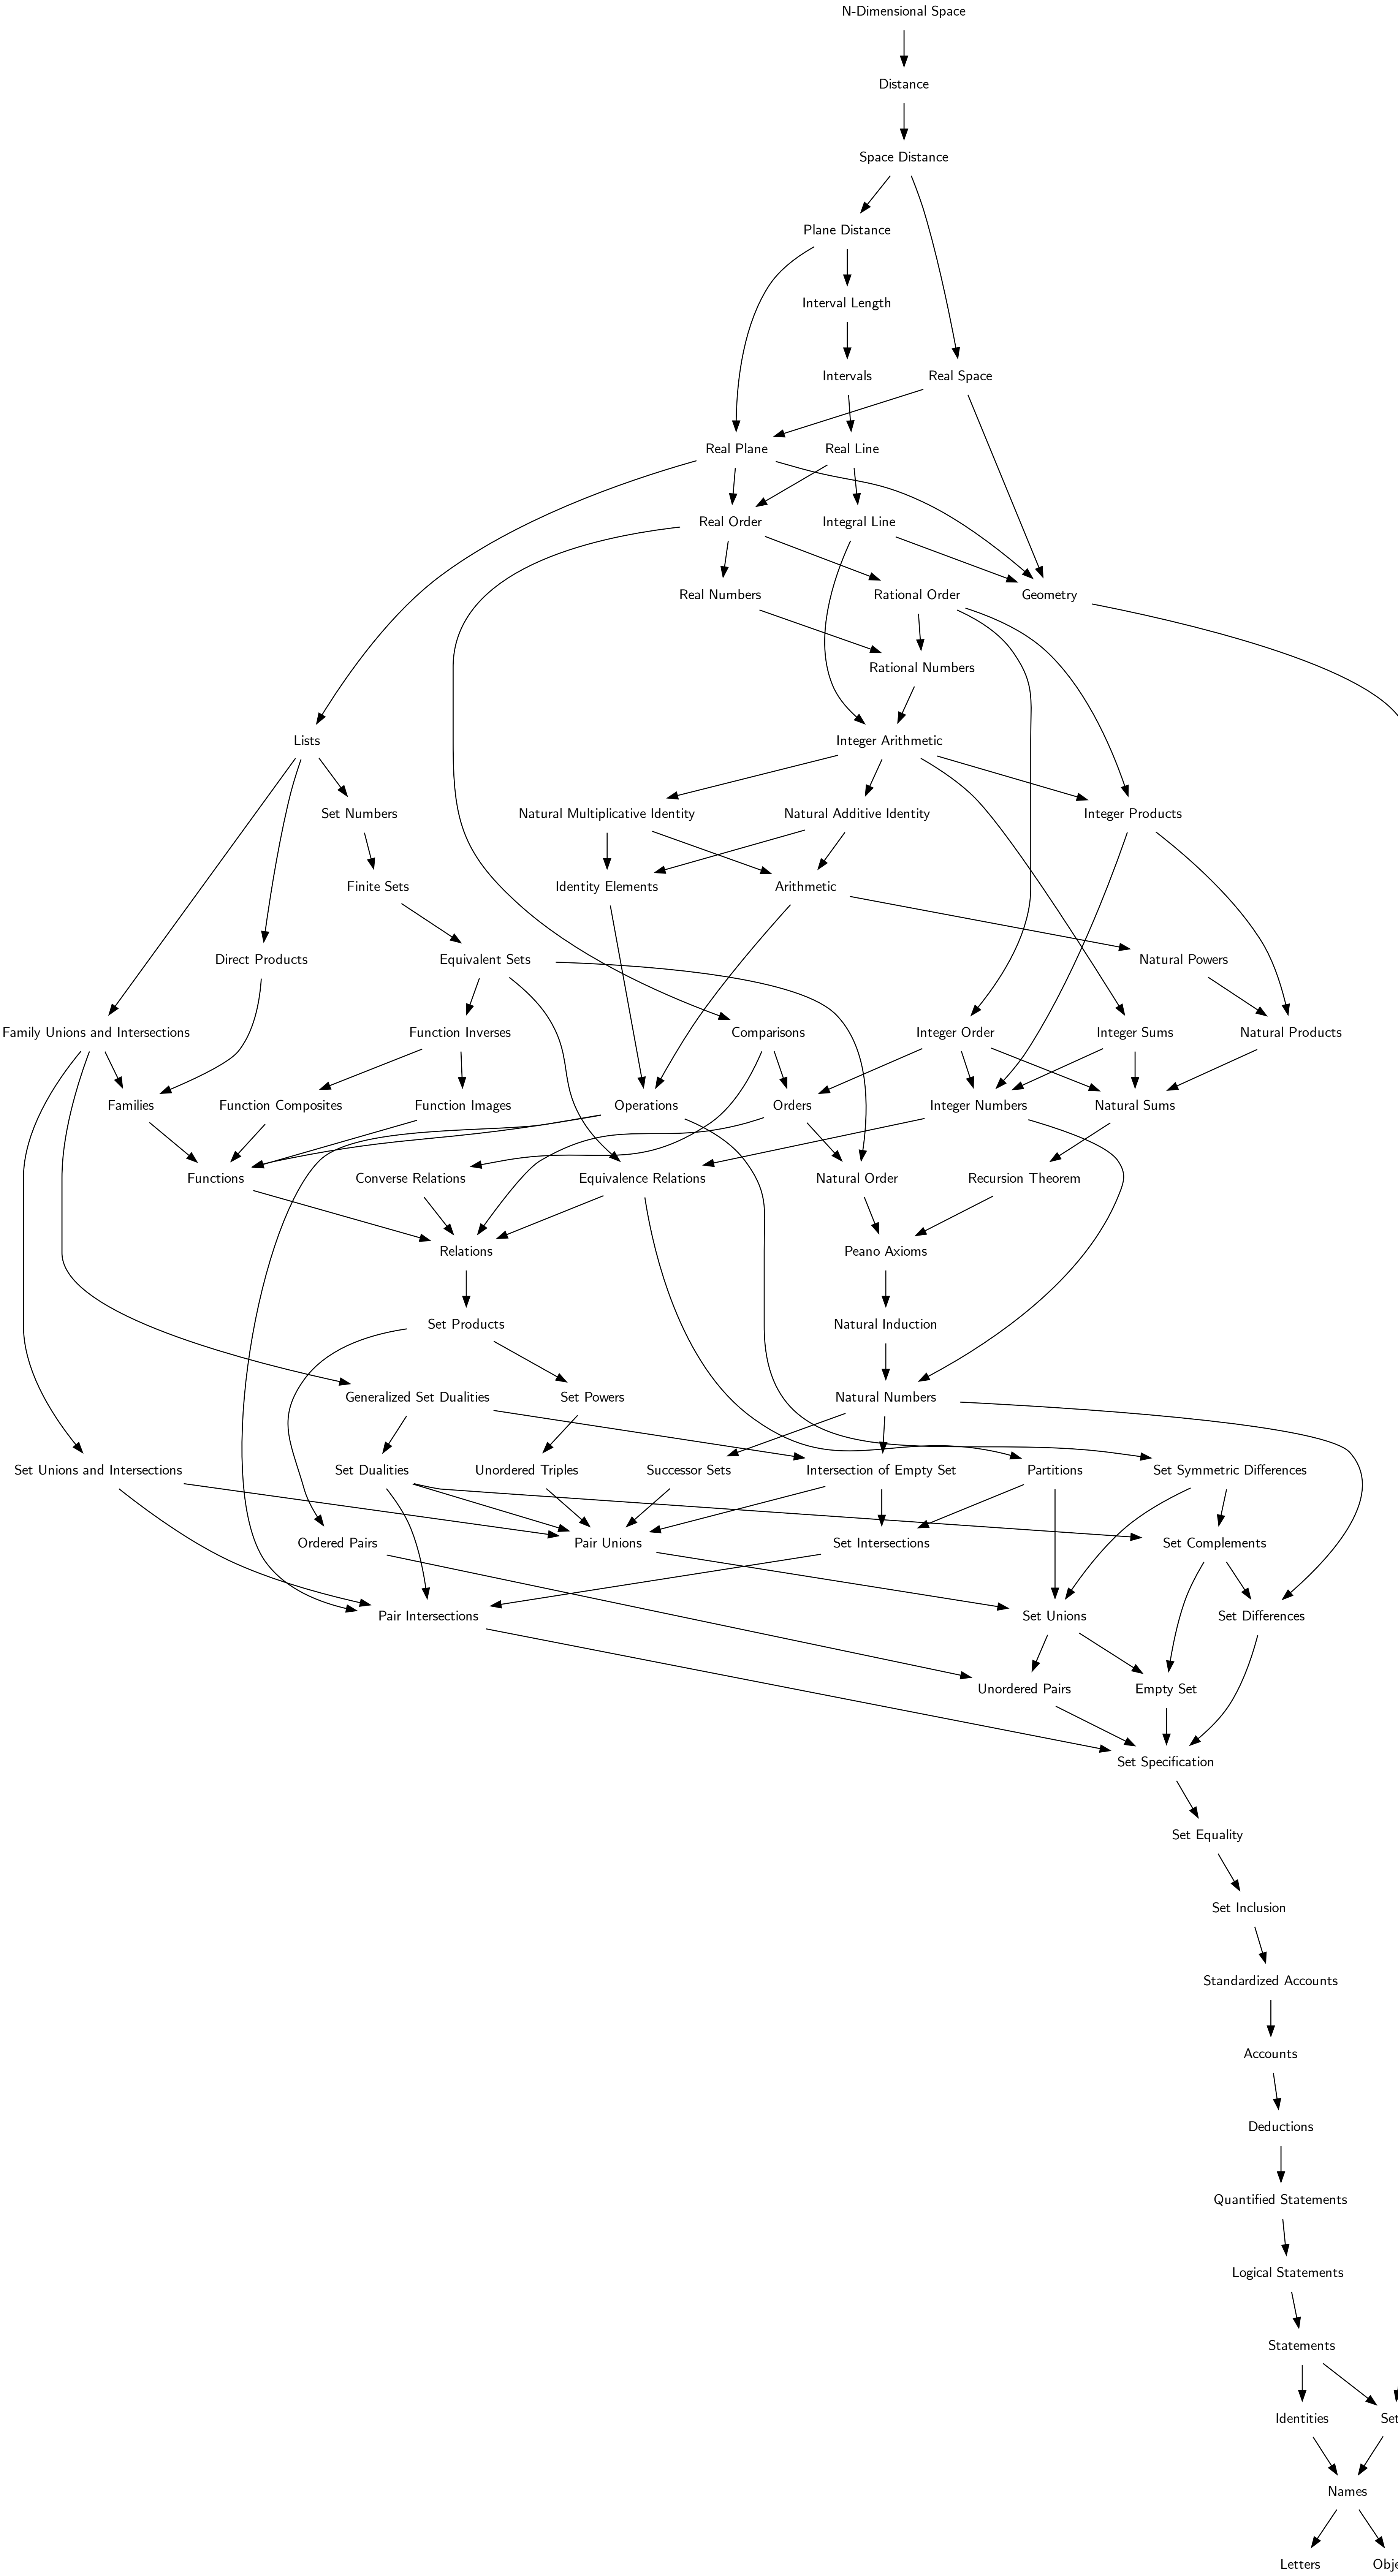 N-Dimensional Space
Distance
Space Distance
Plane Distance
Interval Length
Intervals Real Space
Real Plane Real Line
Real Order Integral Line
Real Numbers Rational Order Geometry
Rational Numbers
Lists Integer Arithmetic
Set Numbers Natural Multiplicative Identity Natural Additive Identity Integer Products
Finite Sets Identity Elements Arithmetic
Direct Products Equivalent Sets Natural Powers
Family Unions and Intersections Function Inverses Comparisons Integer Order Integer Sums Natural Products
Families Function Composites Function Images Operations Orders Integer Numbers Natural Sums
Functions Converse Relations Equivalence Relations Natural Order Recursion Theorem
Relations Peano Axioms
Set Products Natural Induction
Generalized Set Dualities Set Powers Natural Numbers
Set Unions and Intersections Set Dualities Unordered Triples Successor Sets Intersection of Empty Set Partitions Set Symmetric Differences
Ordered Pairs Pair Unions Set Intersections Set Complements
Pair Intersections Set Unions Set Differences
Unordered Pairs Empty Set
Set Specification
Set Equality
Set Inclusion
Standardized Accounts
Accounts
Deductions
Quantified Statements
Logical Statements
Statements
Identities Set
Names
Letters Obje